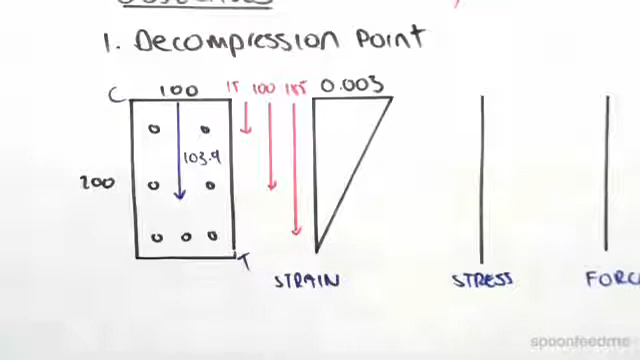 1. Decompression Point
C 100 15 100 185 0.003
103.9
200
T
STRAIN STRESS FORC
spoonfeedme